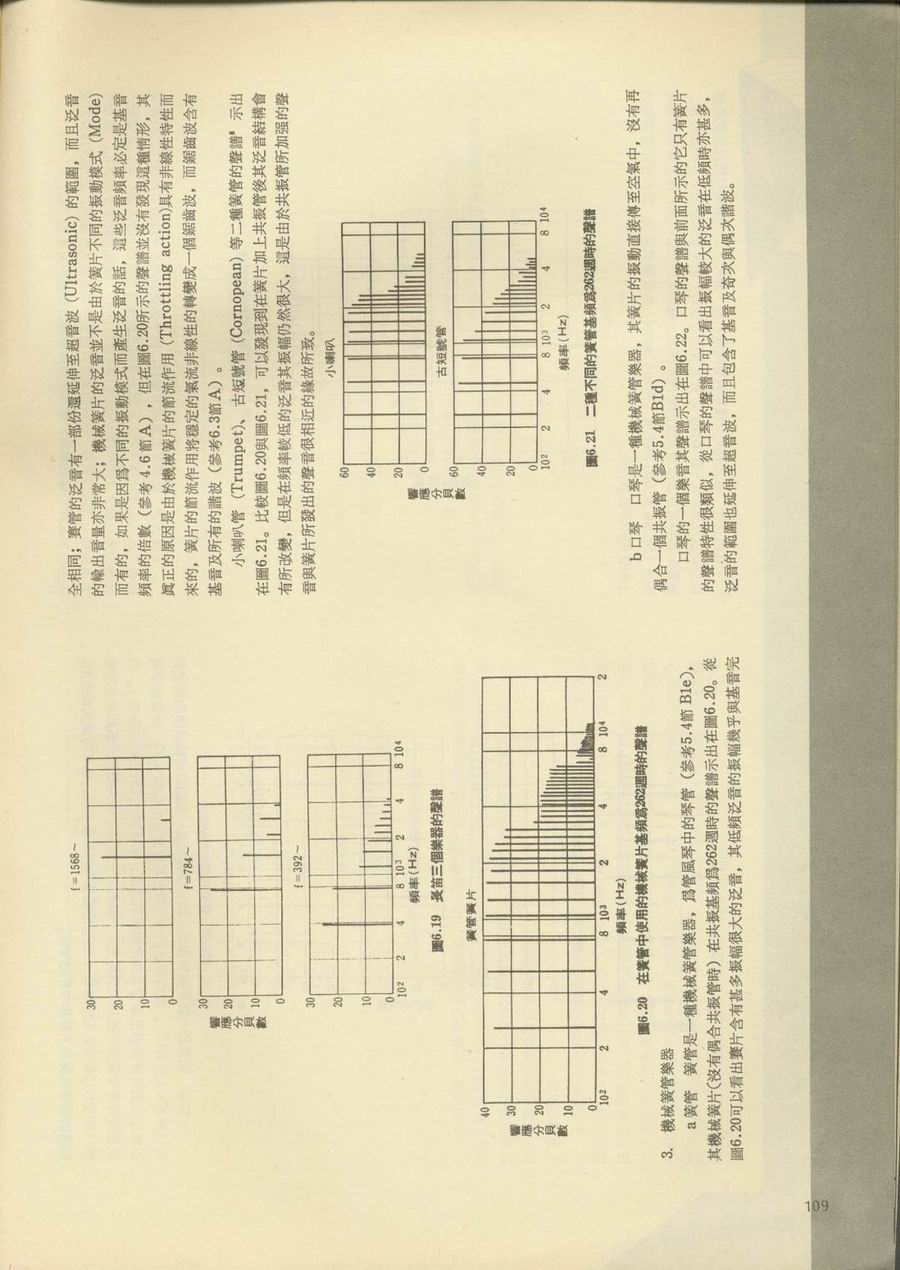 f=1568~
30
20
10
0
f=784~
30
20
10
0
響應分貝數
f=392~
30
20
10
0
10² 2 4 8 10³ 2 4 8 10⁴
頻率(Hz)
圖6.19 長笛三個樂器的聲譜
簧管簧片
40
30
20
10
0
響應分貝數
10² 2 4 8 10³ 2 4 8 10⁴ 2
頻率(Hz)
圖6.20 在簧管中使用的機械簧片基頻爲262週時的聲譜
3. 機械簧管樂器
a 簧管 簧管是一種機械簧管樂器，爲管風琴中的琴管（參考5.4節 B1e），
其機械簧片(沒有偶合共振管時）在共振基頻爲262週時的聲譜示出在圖6.20。從
圖6.20可以看出簧片含有甚多振幅很大的泛音，其低頻泛音的振幅幾乎與基音完
全相同；簧管的泛音有一部份還延伸至超音波（Ultrasonic）的範圍，而且泛音
的輸出音量亦非常大；機械簧片的泛音並不是由於簧片不同的振動模式（Mode）
而有的，如果是因爲不同的振動模式而產生泛音的話，這些泛音頻率必定是基音
頻率的倍數（參考 4.6 節 A），但在圖6.20所示的聲譜並沒有發現這種情形，其
眞正的原因是由於機械簧片的節流作用（Throttling action)具有非線性特性而
來的，簧片的節流作用將穩定的氣流非線性的轉變成一個鋸齒波，而鋸齒波含有
基音及所有的諧波（參考6.3節 A）。
小喇叭管（Trumpet)、古短號管（Cornopean）等二種簧管的聲譜⁸ 示出
在圖6.21。比較圖6.20與圖6.21，可以發現到在簧片加上共振管後其泛音結構會
有所改變，但是在頻率較低的泛音其振幅仍然很大，這是由於共振管所加強的聲
音與簧片所發出的聲音很相近的緣故所致。
小喇叭
60
40
20
0
響應分貝數
古短號管
60
40
20
0
10² 2 4 8 10³ 2 4 8 10⁴
頻率(Hz)
圖6.21 二種不同的簧管基頻爲262週時的聲譜
b 口琴 口琴是一種機械簧管樂器，其簧片的振動直接傳至空氣中，沒有再
偶合一個共振管（參考5.4節B1d）。
口琴的一個樂音其聲譜示出在圖6.22。口琴的聲譜與前面所示的它只有簧片
的聲譜特性很類似，從口琴的聲譜中可以看出振幅較大的泛音在低頻時亦甚多，
泛音的範圍也延伸至超音波，而且包含了基音及奇次與偶次諧波。
109